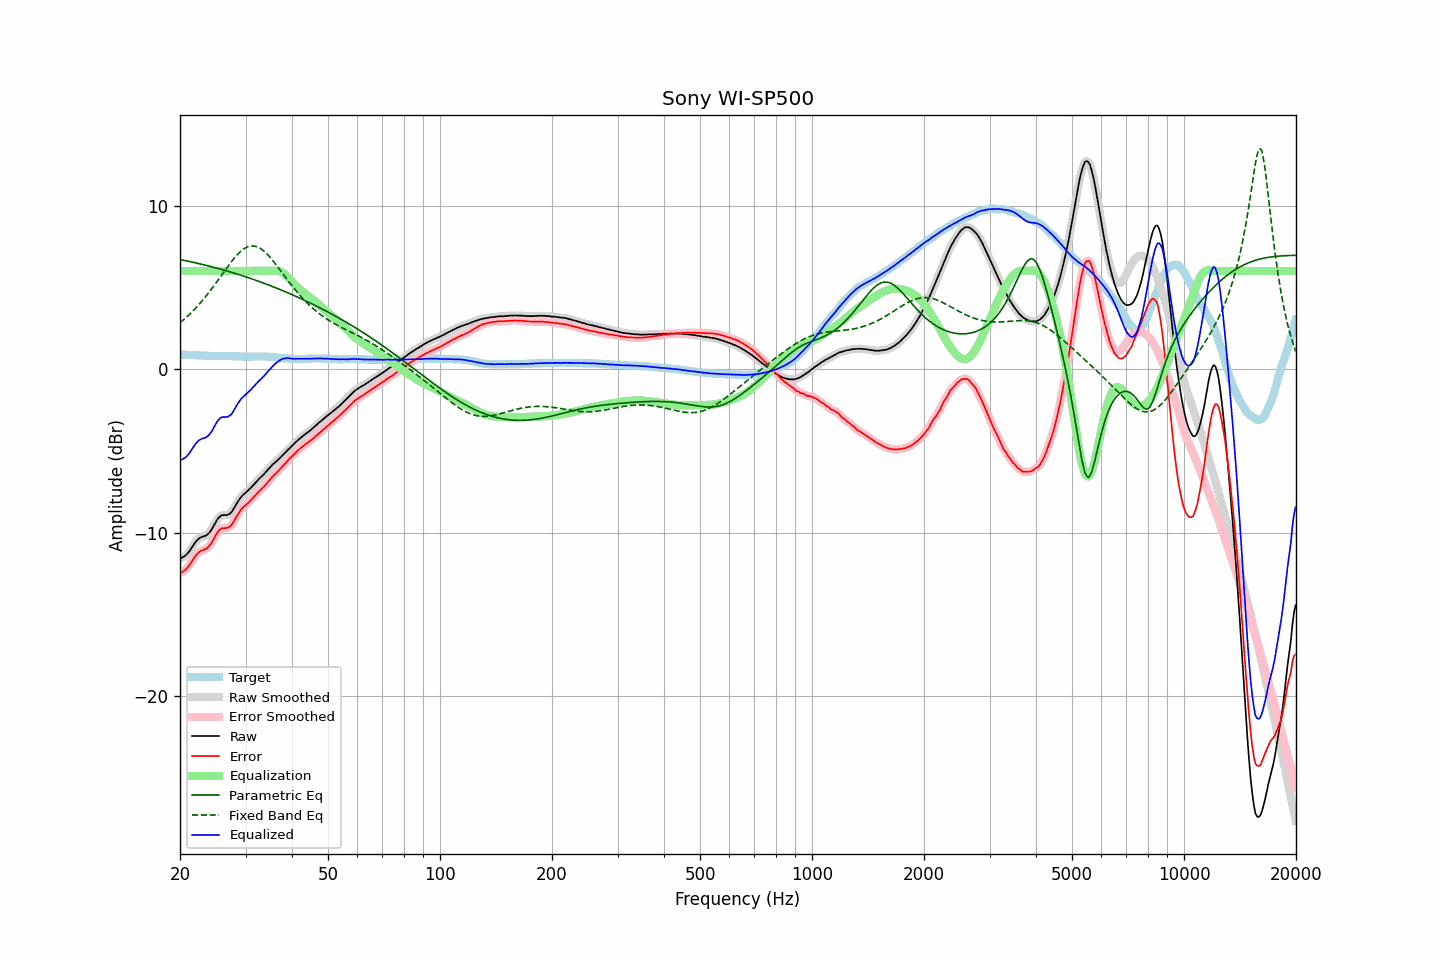 Sony WI-SP500
Amplitude (dBr)
10
0
−10
−20
Target
Raw Smoothed
Error Smoothed
Raw
Error
Equalization
Parametric Eq
Fixed Band Eq
Equalized
20 50 100 200 500 1000 2000 5000 10000 20000
Frequency (Hz)